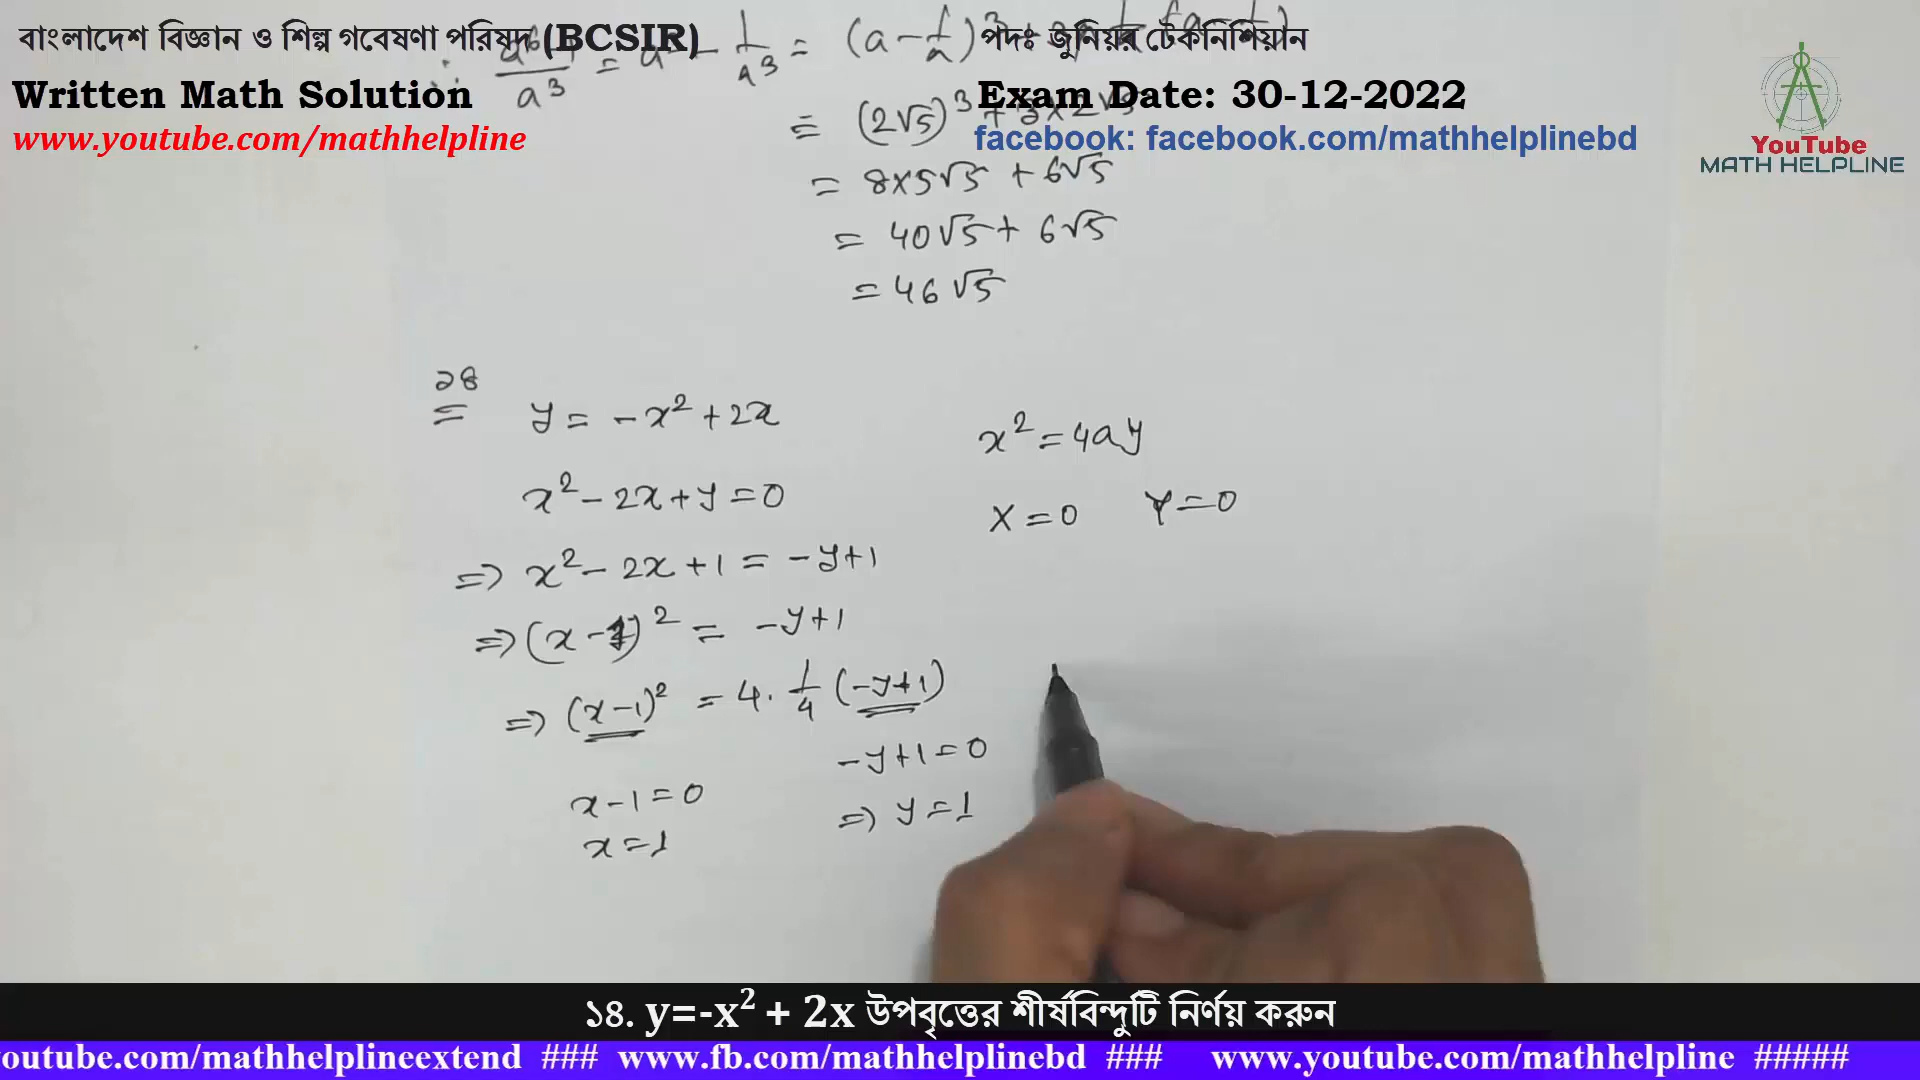 বাংলাদেশ বিজ্ঞান ও শিল্প গবেষণা পরিষদ (BCSIR)
পদঃ জুনিয়র টেকনিশিয়ান
Written Math Solution
Exam Date: 30-12-2022
www.youtube.com/mathhelpline
facebook: facebook.com/mathhelplinebd
YouTube
MATH HELPLINE
= 8×5√5 + 6√5
= 40√5 + 6√5
= 46√5
১৪
y = -x² + 2x
x² - 2x + y = 0
⇒ x² - 2x + 1 = -y+1
⇒ (x-1)² = -y+1
⇒ (x-1)² = 4. 1/4 (-y+1)
x-1=0
x=1
-y+1=0
⇒ y=1
x² = 4ay
X=0 Y=0
১৪. y=-x² + 2x উপবৃত্তের শীর্ষবিন্দুটি নির্ণয় করুন
outube.com/mathhelplineextend ### www.fb.com/mathhelplinebd ### www.youtube.com/mathhelpline #####